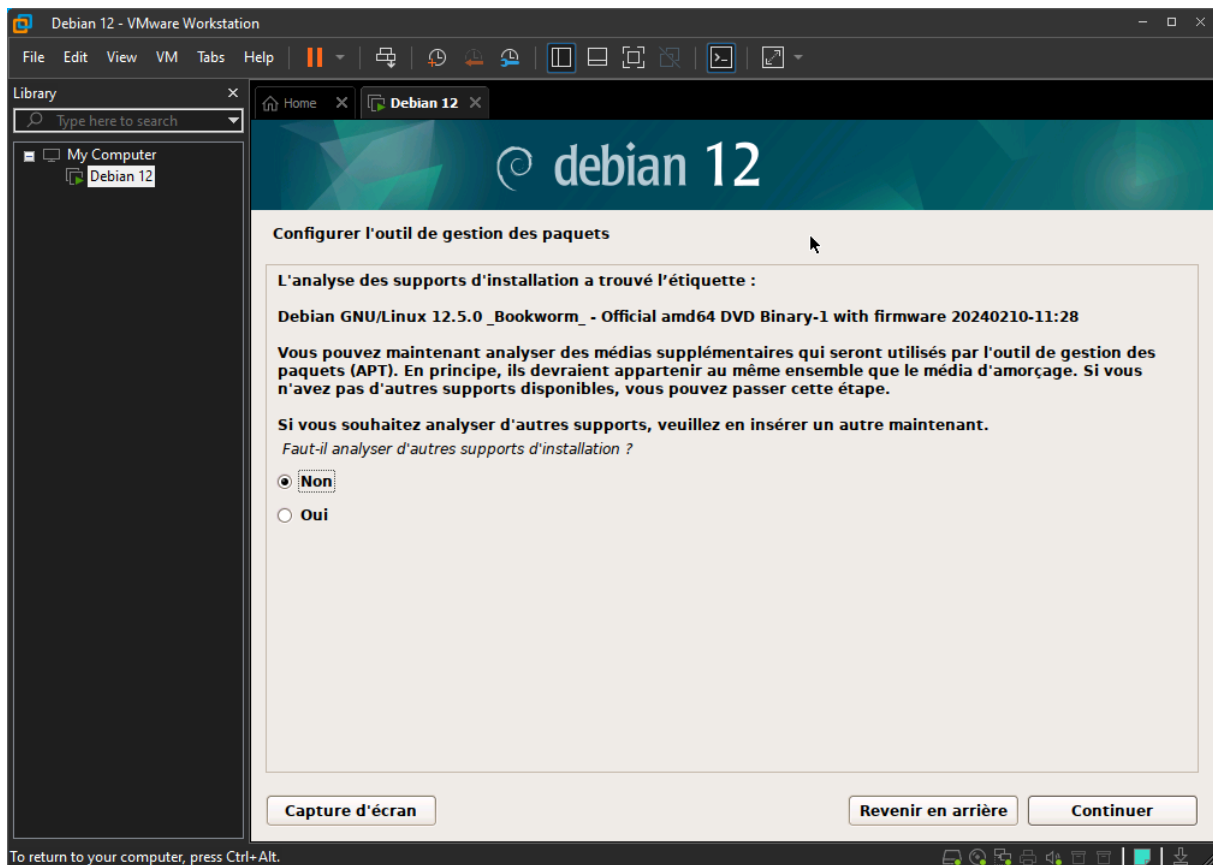 Debian 12 - VMware Workstation
File Edit View VM Tabs Help
Library
Home
Debian 12
Type here to search
My Computer
Debian 12
debian 12
Configurer l'outil de gestion des paquets
L'analyse des supports d'installation a trouvé l’étiquette :
Debian GNU/Linux 12.5.0 _Bookworm_ - Official amd64 DVD Binary-1 with firmware 20240210-11:28
Vous pouvez maintenant analyser des médias supplémentaires qui seront utilisés par l'outil de gestion des
paquets (APT). En principe, ils devraient appartenir au même ensemble que le média d'amorçage. Si vous
n'avez pas d'autres supports disponibles, vous pouvez passer cette étape.
Si vous souhaitez analyser d'autres supports, veuillez en insérer un autre maintenant.
Faut-il analyser d'autres supports d'installation ?
Non
Oui
Capture d'écran
Revenir en arrière
Continuer
To return to your computer, press Ctrl+Alt.